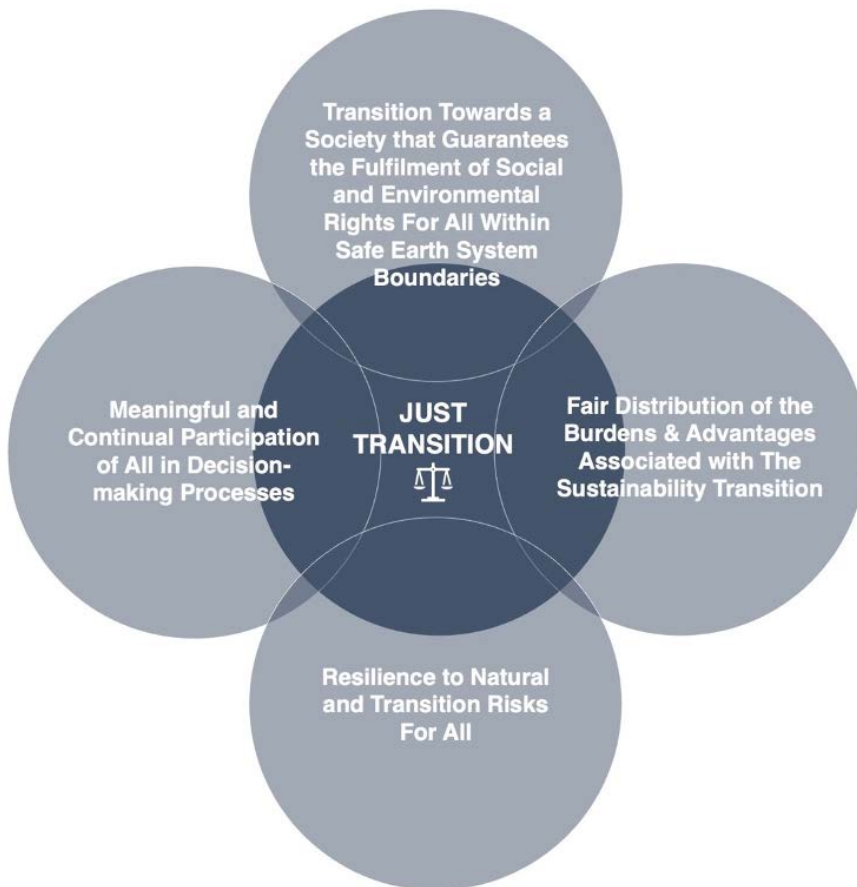 Transition Towards a
Society that Guarantees
the Fulfilment of Social
and Environmental
Rights For All Within
Safe Earth System
Boundaries
Meaningful and
Continual Participation
of All in Decision-
making Processes
JUST
TRANSITION
Fair Distribution of the
Burdens & Advantages
Associated with The
Sustainability Transition
Resilience to Natural
and Transition Risks
For All